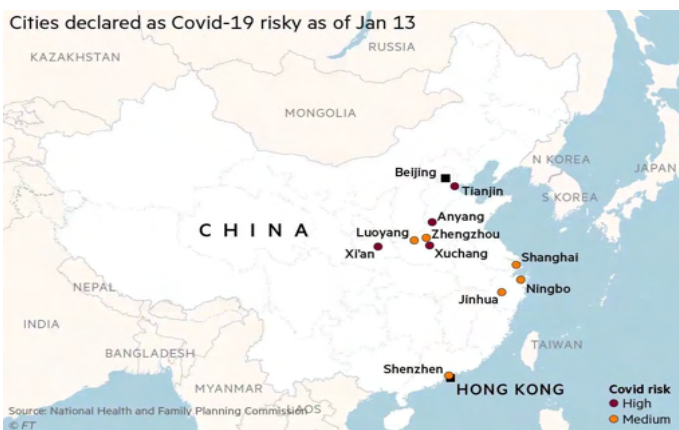 Cities declared as Covid-19 risky as of Jan 13
RUSSIA
KAZAKHSTAN
MONGOLIA
N KOREA
JAPAN
Beijing
Tianjin
S KOREA
Anyang
CHINA
Luoyang
Zhengzhou
Xi'an
Xuchang
Shanghai
Ningbo
NEPAL
Jinhua
INDIA
TAIWAN
BANGLADESH
Shenzhen
MYANMAR
HONG KONG
Covid risk
High
Medium
Source: National Health and Family Planning Commission
LAOS
© FT